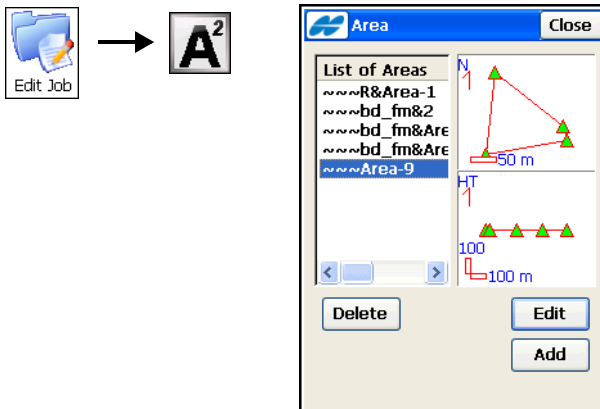 Edit Job
A²
Area
Close
List of Areas
~~~R&Area-1
~~~bd_fm&2
~~~bd_fm&Are
~~~bd_fm&Are
~~~Area-9
N
50 m
HT
100
100 m
Delete
Edit
Add